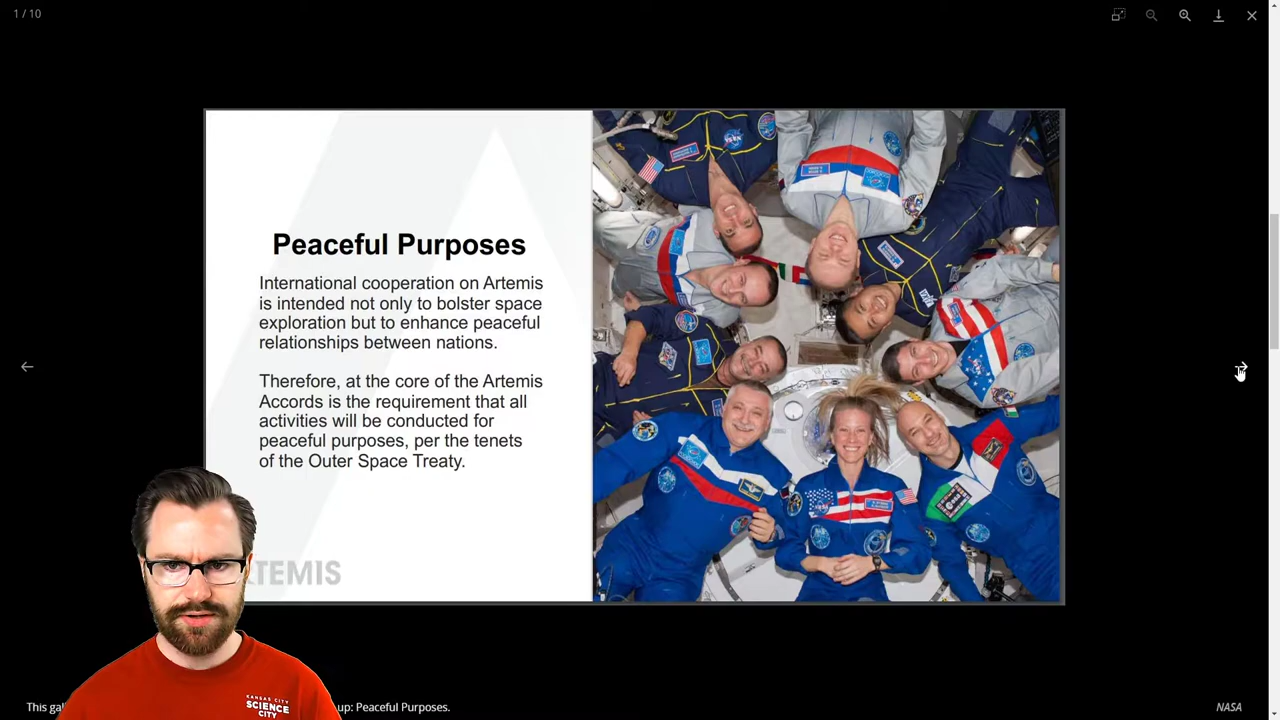 1 / 10
Peaceful Purposes
International cooperation on Artemis
is intended not only to bolster space
exploration but to enhance peaceful
relationships between nations.
Therefore, at the core of the Artemis
Accords is the requirement that all
activities will be conducted for
peaceful purposes, per the tenets
of the Outer Space Treaty.
TEMIS
KANSAS CITY
SCIENCE
CITY
This gal
up: Peaceful Purposes.
NASA